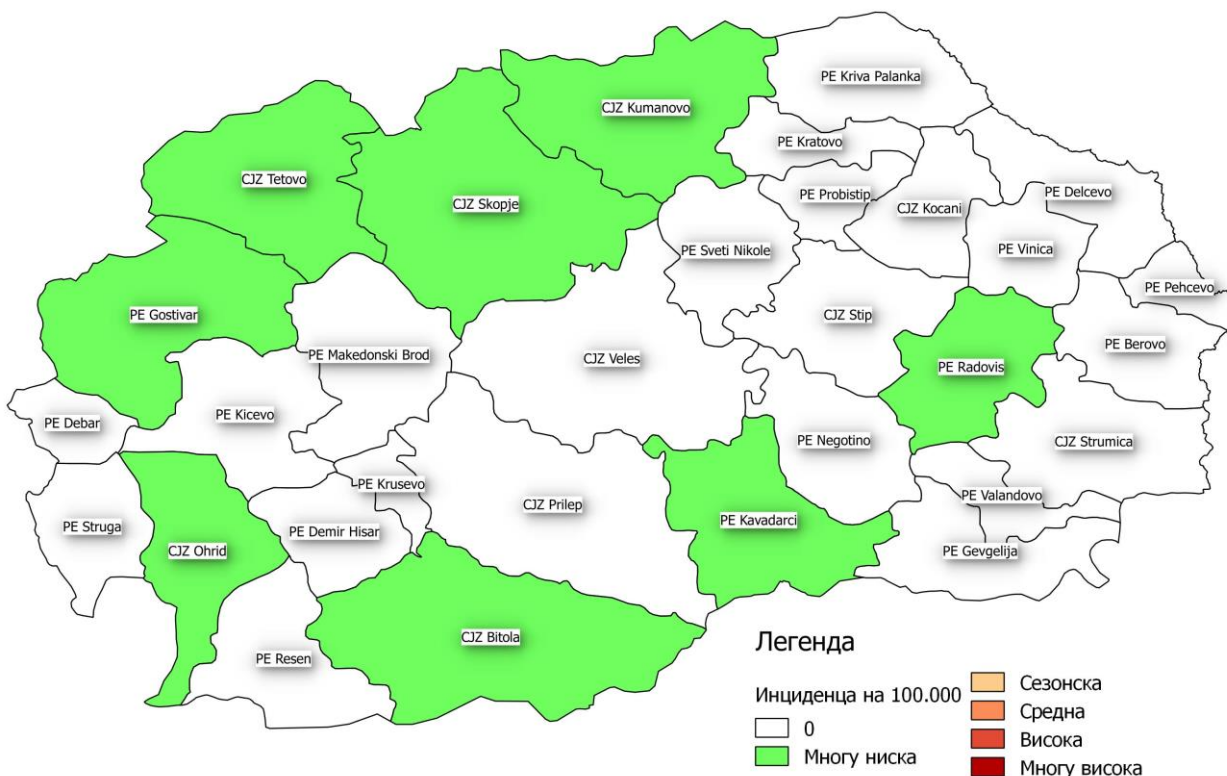 PE Kriva Palanka
CJZ Kumanovo
PE Kratovo
CJZ Tetovo
PE Probistip
PE Delcevo
CJZ Skopje
CJZ Kocani
PE Sveti Nikole
PE Vinica
PE Pehcevo
PE Gostivar
CJZ Stip
PE Makedonski Brod
CJZ Veles
PE Berovo
PE Radovis
PE Debar
PE Kicevo
PE Negotino
CJZ Strumica
PE Krusevo
PE Valandovo
CJZ Prilep
PE Struga
PE Demir Hisar
PE Kavadarci
CJZ Ohrid
PE Gevgelija
CJZ Bitola
PE Resen
Легенда
Инциденца на 100.000
0
Многу ниска
Сезонска
Средна
Висока
Многу висока